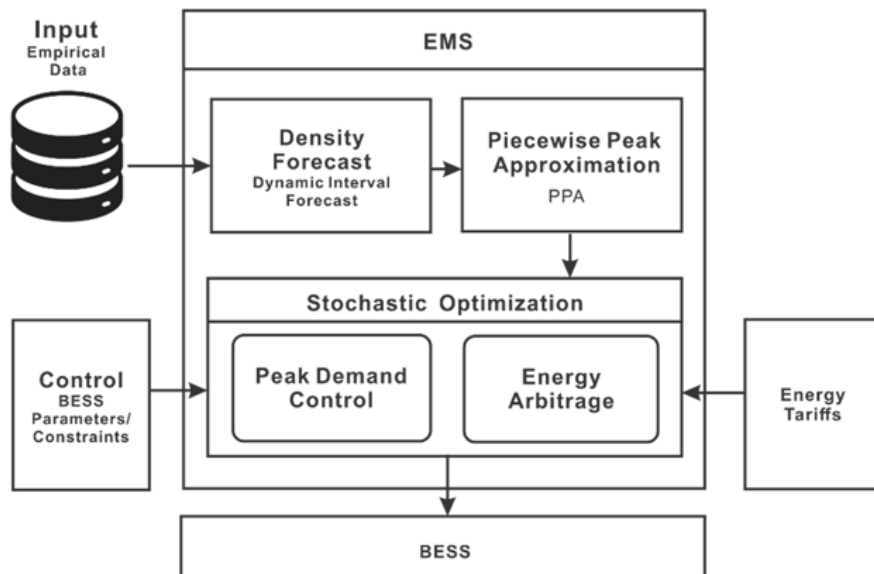 Input
Empirical
Data
EMS
Density
Forecast
Dynamic Interval
Forecast
Piecewise Peak
Approximation
PPA
Stochastic Optimization
Control
BESS
Parameters/
Constraints
Peak Demand
Control
Energy
Arbitrage
Energy
Tariffs
BESS